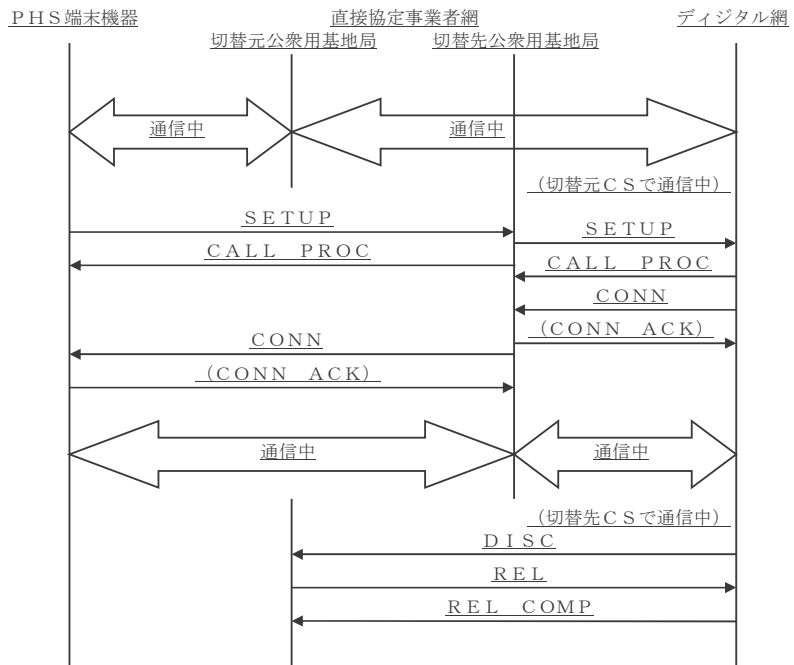 ＰＨＳ端末機器
直接協定事業者網
ディジタル網
切替元公衆用基地局
切替先公衆用基地局
通信中
通信中
（切替元ＣＳで通信中）
ＳＥＴＵＰ
ＳＥＴＵＰ
ＣＡＬＬ　ＰＲＯＣ
ＣＡＬＬ　ＰＲＯＣ
ＣＯＮＮ
（ＣＯＮＮ　ＡＣＫ）
ＣＯＮＮ
（ＣＯＮＮ　ＡＣＫ）
通信中
通信中
（切替先ＣＳで通信中）
ＤＩＳＣ
ＲＥＬ
ＲＥＬ　ＣＯＭＰ